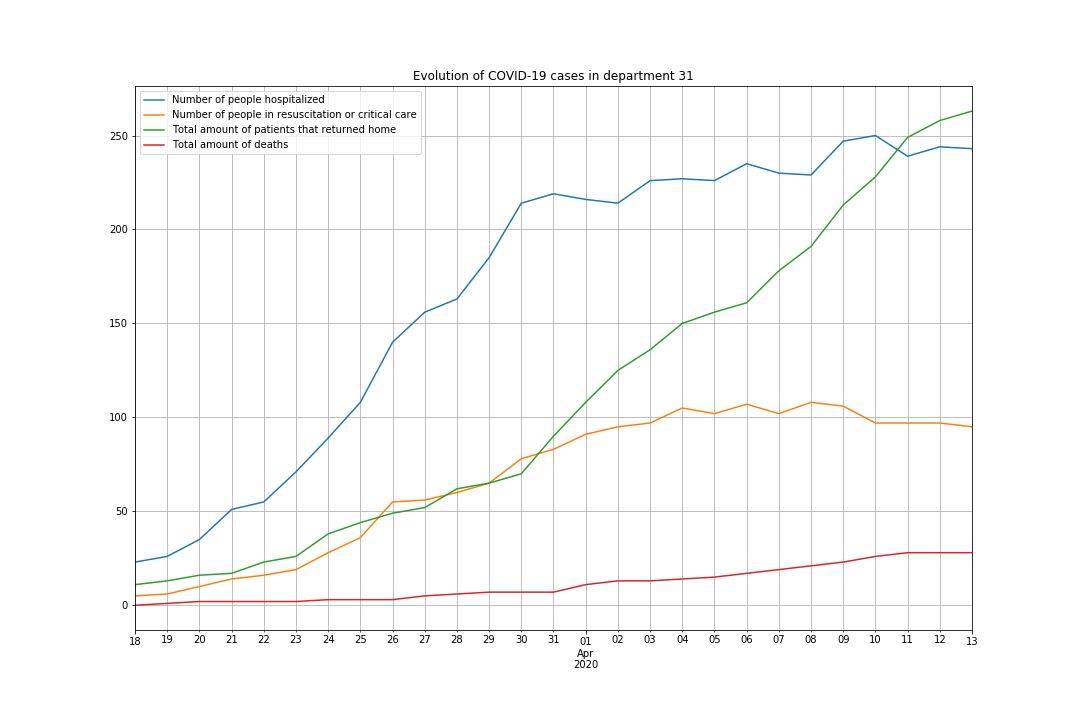 Evolution of COVID-19 cases in department 31
Number of people hospitalized
Number of people in resuscitation or critical care
Total amount of patients that returned home
Total amount of deaths
250
200
150
100
50
0
18 19 20 21 22 23 24 25 26 27 28 29 30 31 01 02 03 04 05 06 07 08 09 10 11 12 13
Apr
2020